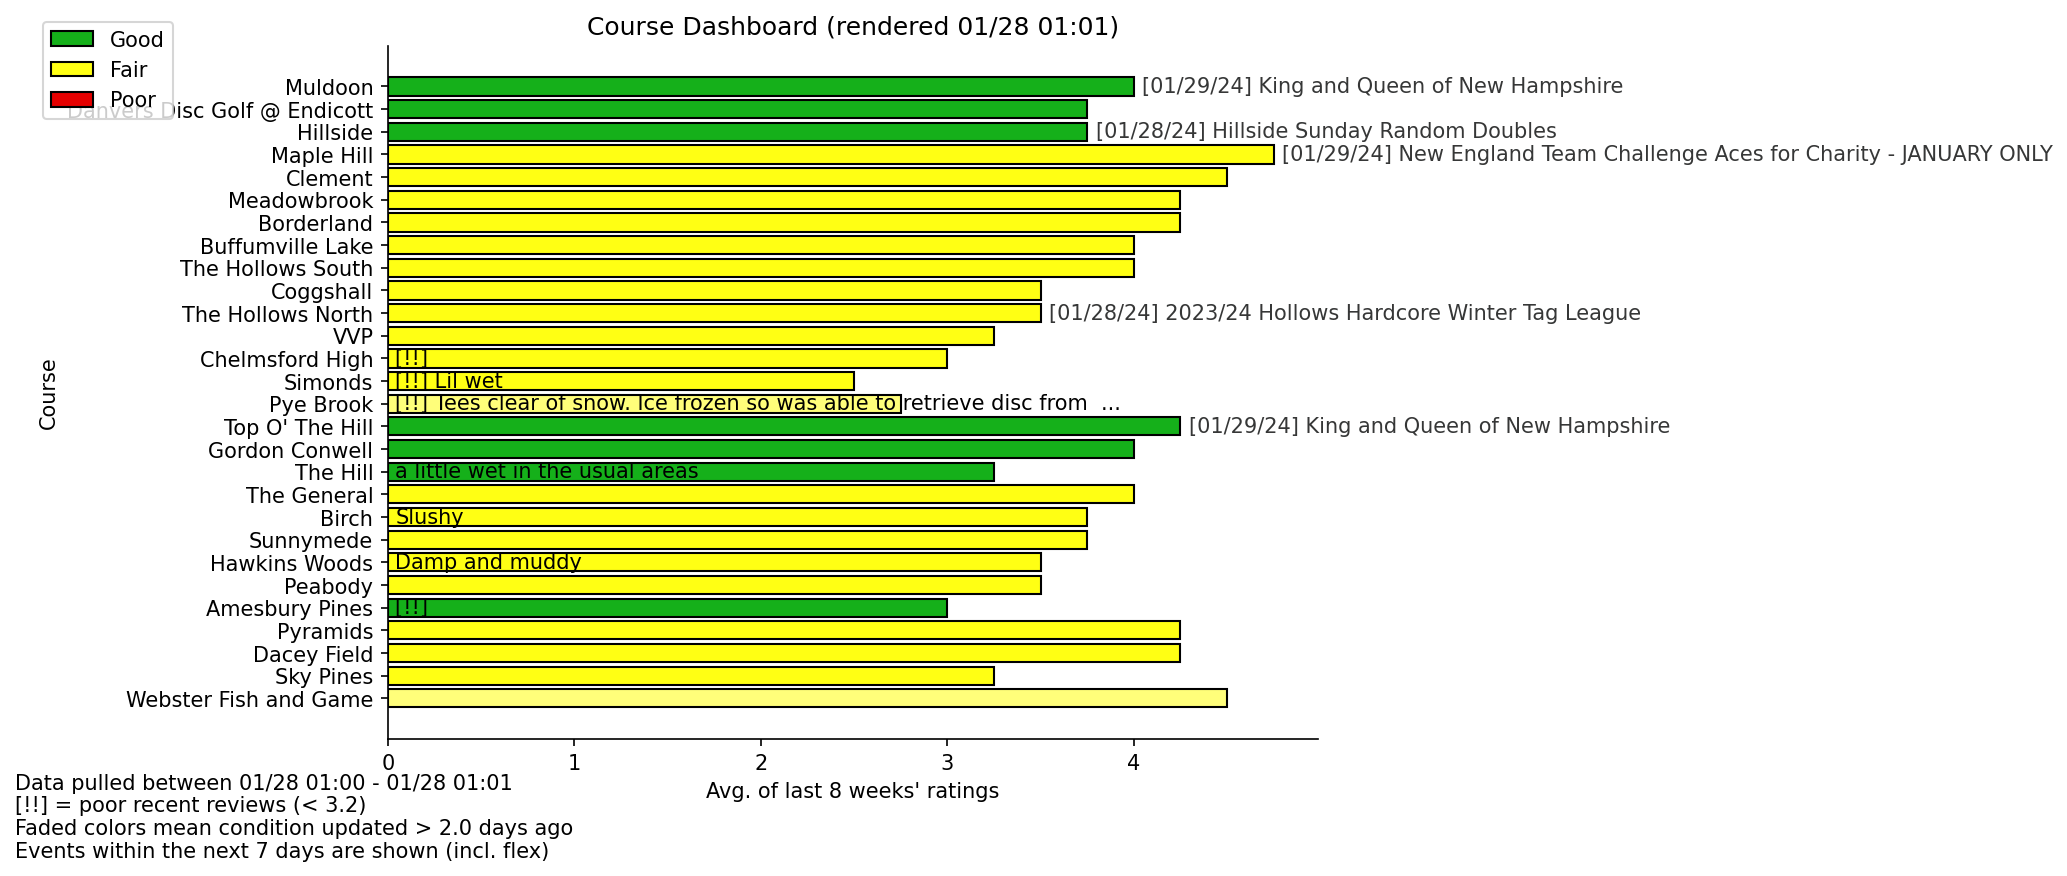 Course Dashboard (rendered 01/28 01:01)
Good
Fair
Poor
Muldoon [01/29/24] King and Queen of New Hampshire
Danvers Disc Golf @ Endicott
Hillside [01/28/24] Hillside Sunday Random Doubles
Maple Hill [01/29/24] New England Team Challenge Aces for Charity - JANUARY ONLY
Clement
Meadowbrook
Borderland
Buffumville Lake
The Hollows South
Coggshall
The Hollows North [01/28/24] 2023/24 Hollows Hardcore Winter Tag League
VVP
Chelmsford High [!!]
Simonds [!!] Lil wet
Pye Brook [!!] Tees clear of snow. Ice frozen so was able to retrieve disc from ...
Top O' The Hill [01/29/24] King and Queen of New Hampshire
Gordon Conwell
The Hill a little wet in the usual areas
The General
Birch Slushy
Sunnymede
Hawkins Woods Damp and muddy
Peabody
Amesbury Pines [!!]
Pyramids
Dacey Field
Sky Pines
Webster Fish and Game
Course
0 1 2 3 4
Avg. of last 8 weeks' ratings
Data pulled between 01/28 01:00 - 01/28 01:01
[!!] = poor recent reviews (< 3.2)
Faded colors mean condition updated > 2.0 days ago
Events within the next 7 days are shown (incl. flex)